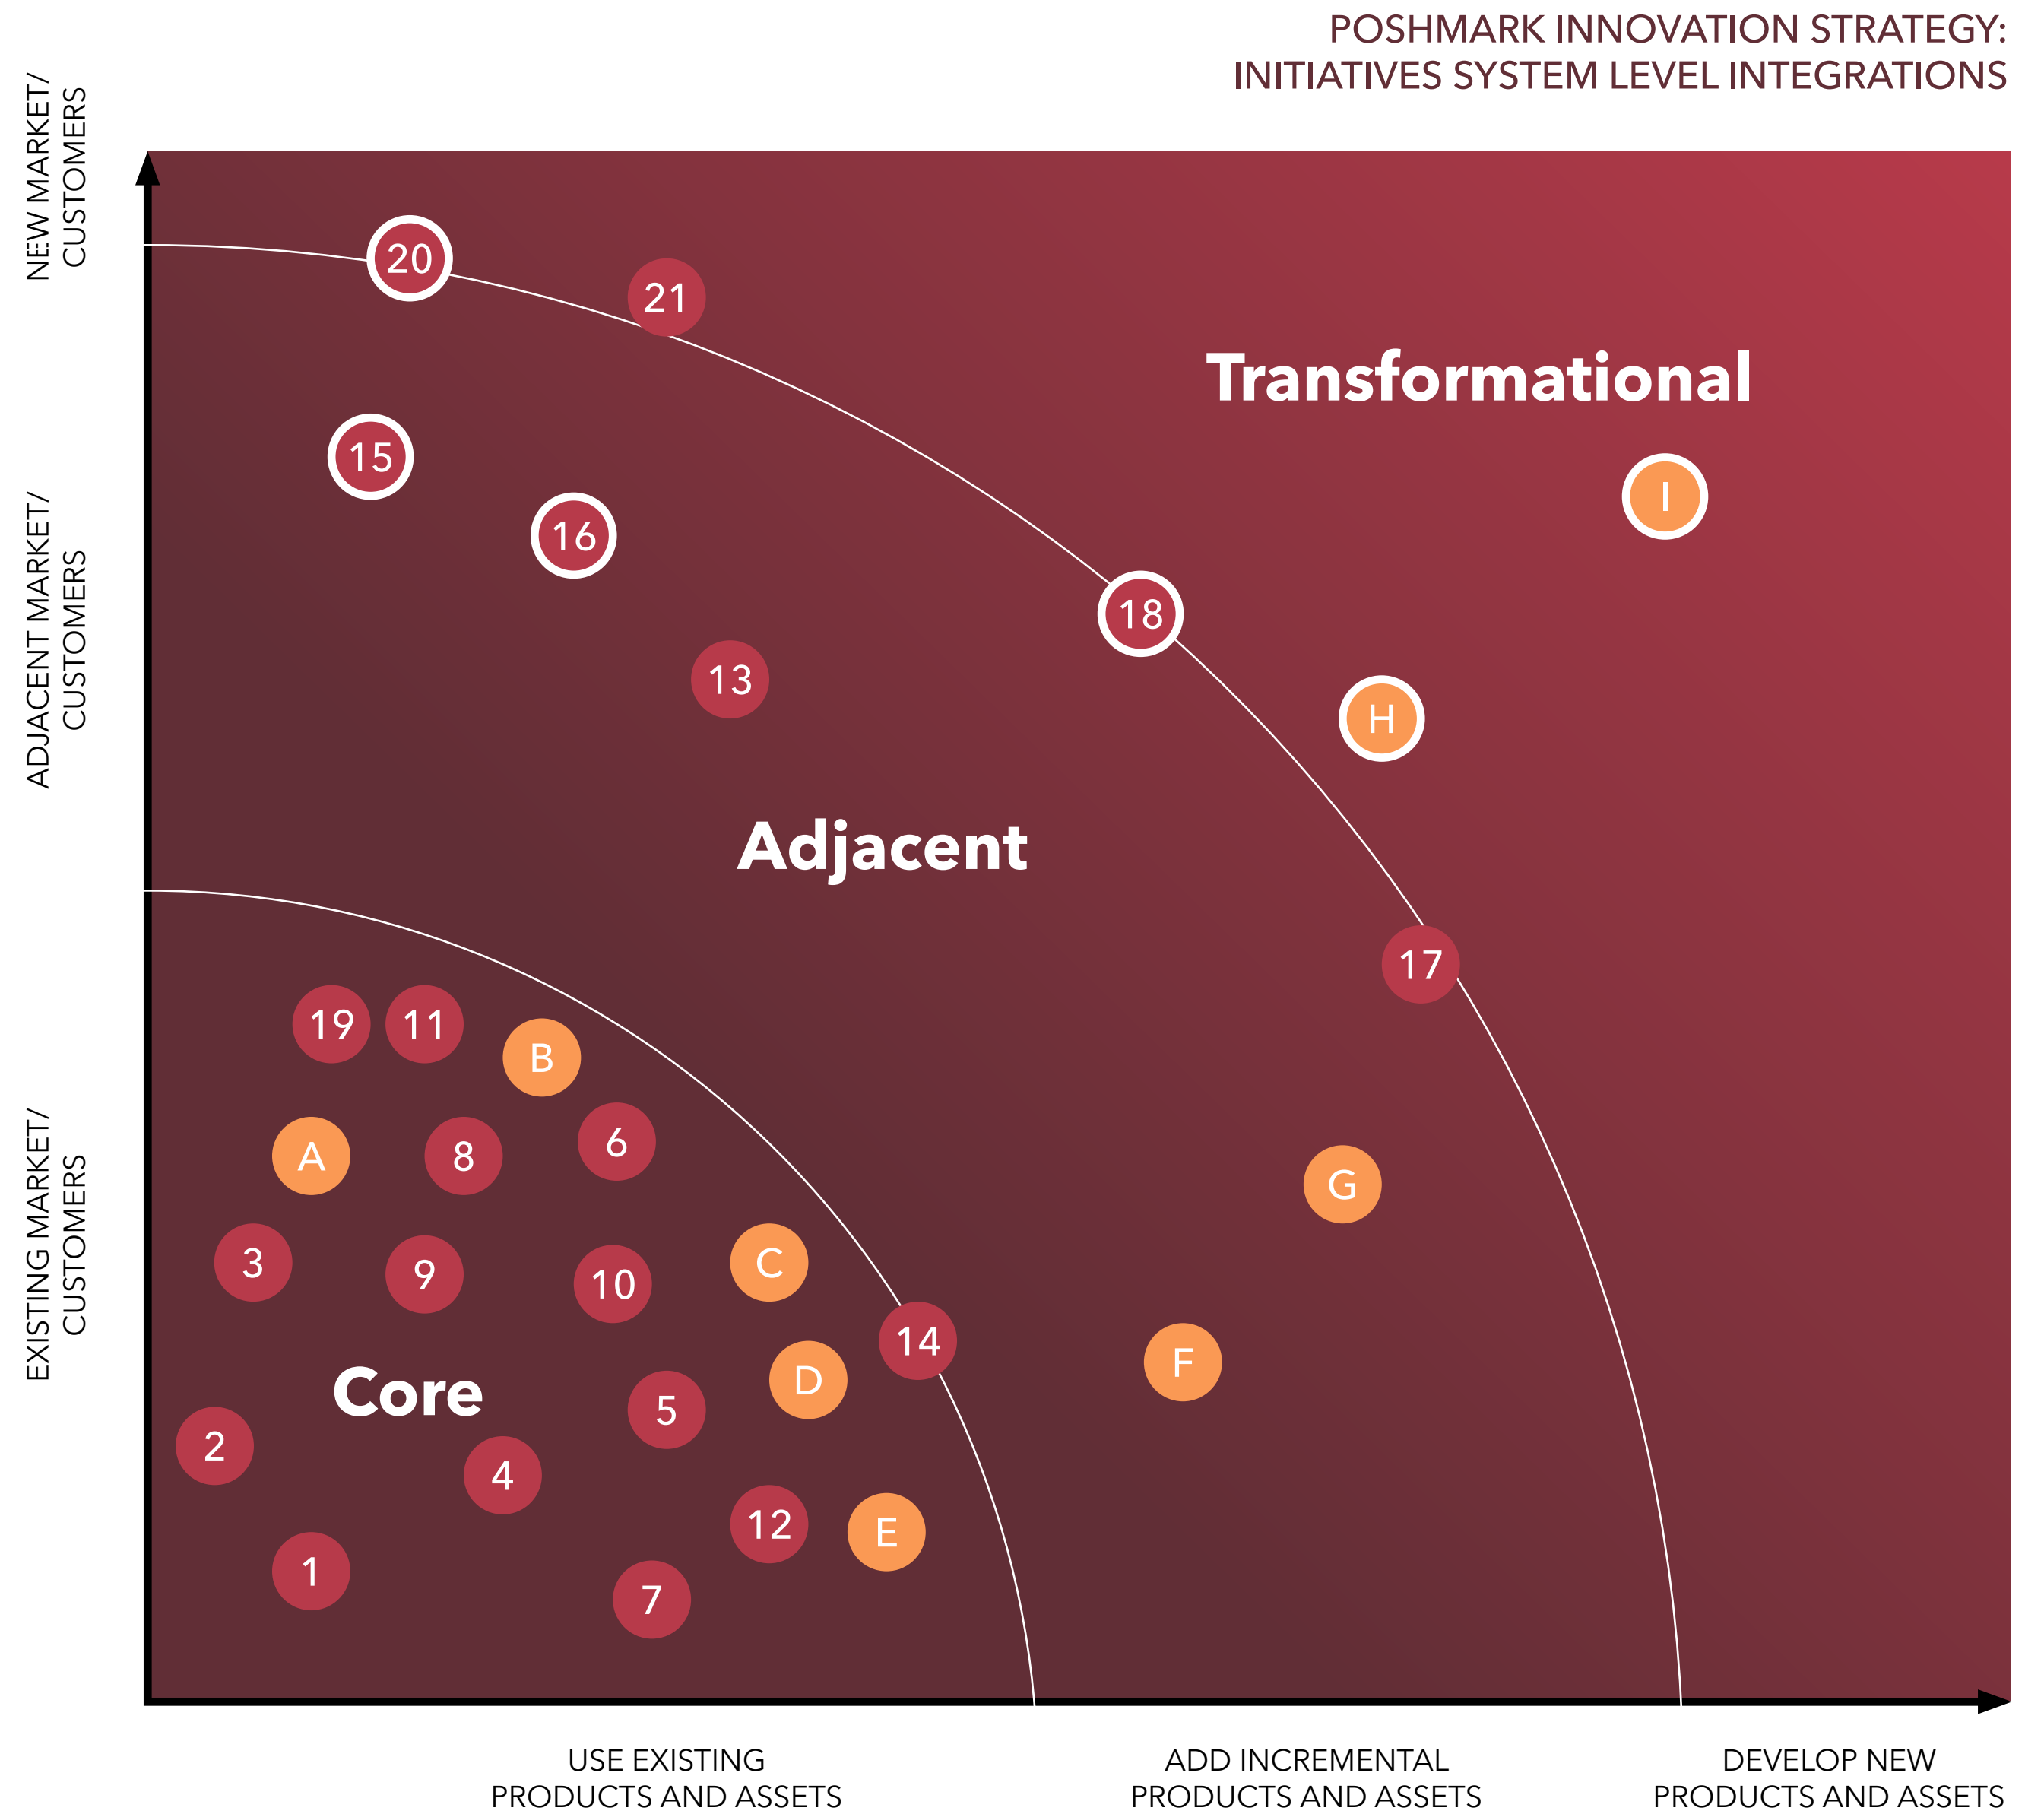 POSHMARK INNOVATION STRATEGY:
INITIATIVES SYSTEM LEVEL INTEGRATIONS
NEW MARKET/
CUSTOMERS
ADJACENT MARKET/
CUSTOMERS
EXISTING MARKET/
CUSTOMERS
20
21
Transformational
15
I
16
18
13
H
Adjacent
17
19
11
B
6
A
8
G
3
C
9
10
14
F
D
Core
5
2
4
12
E
1
7
USE EXISTING
PRODUCTS AND ASSETS
ADD INCREMENTAL
PRODUCTS AND ASSETS
DEVELOP NEW
PRODUCTS AND ASSETS